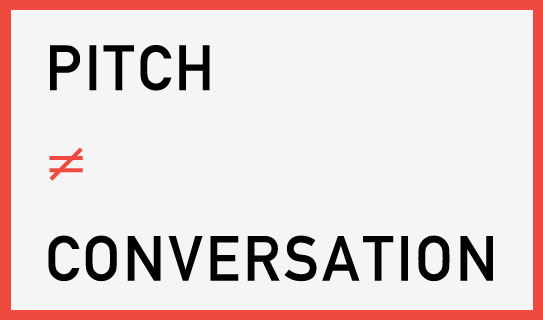 PITCH
≠
CONVERSATION